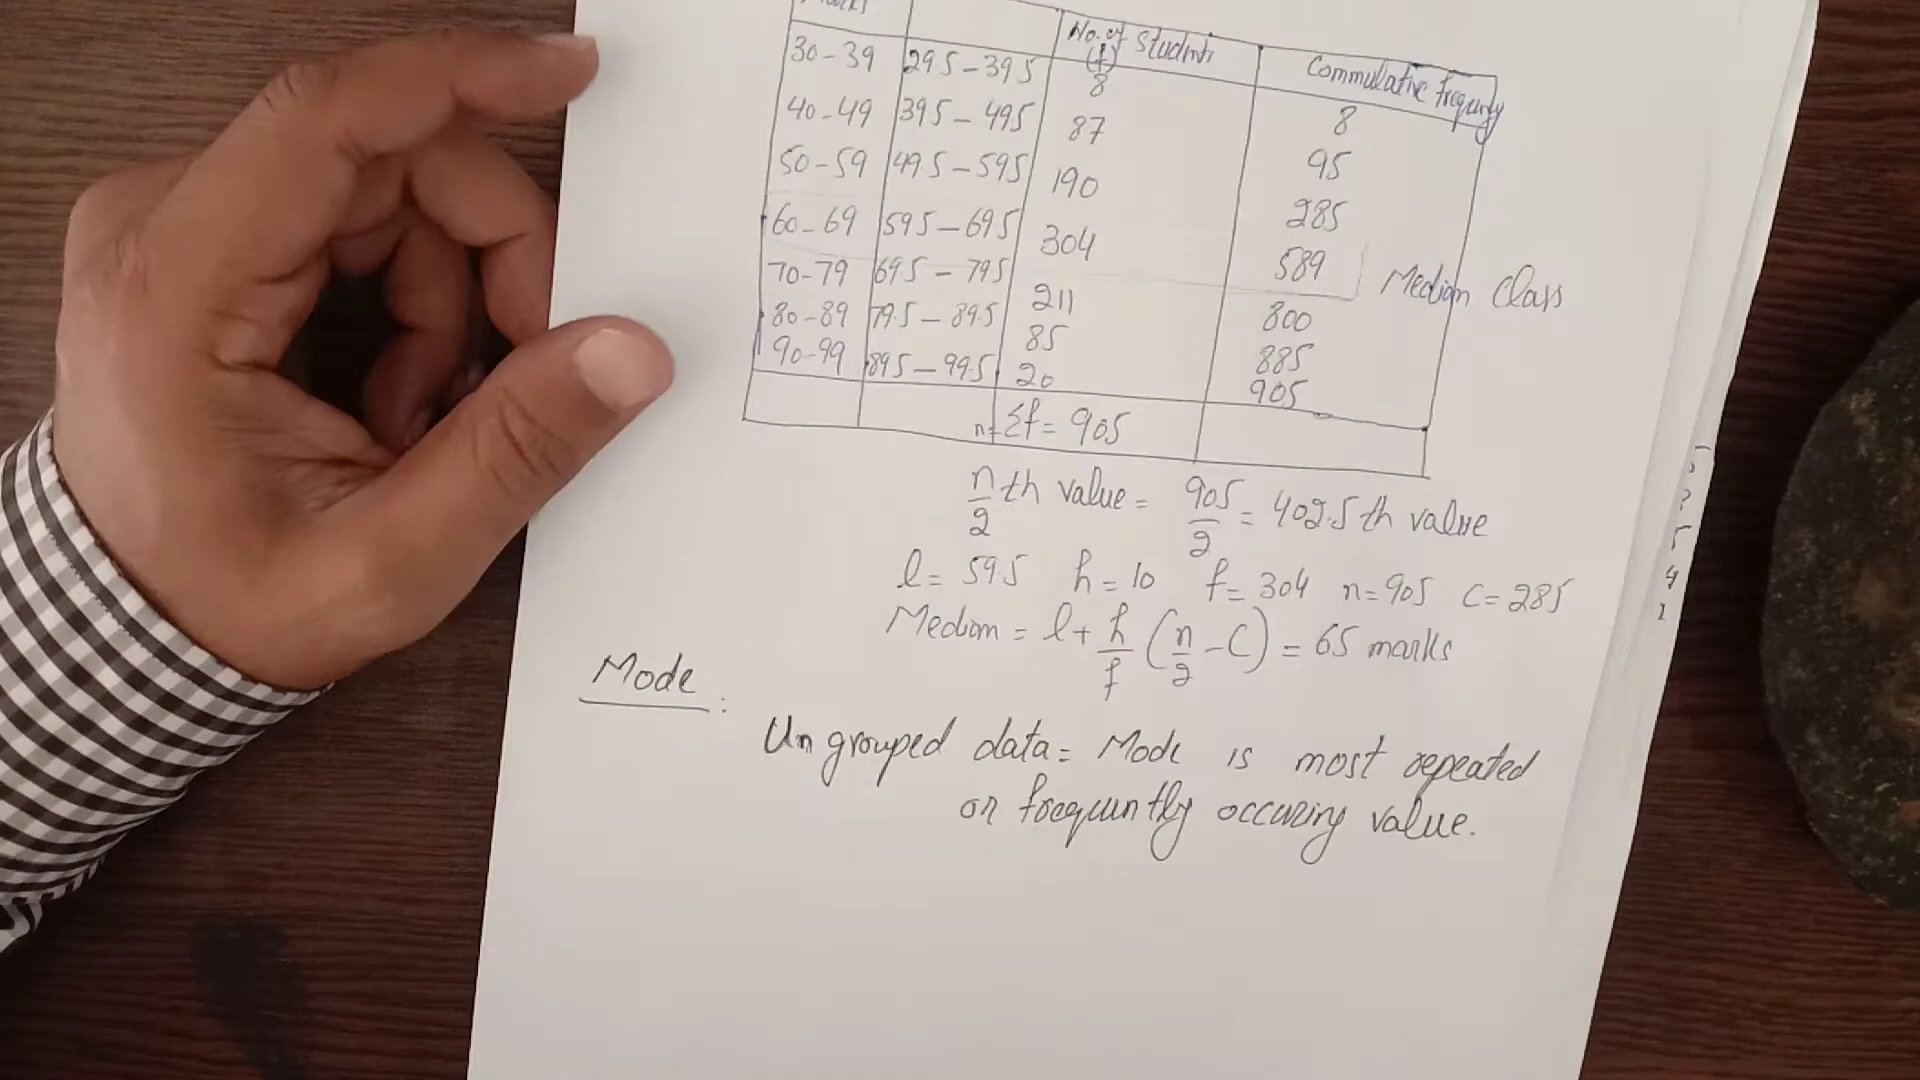 Marks
No. of Students Commulative frequency
(f)
30-39 29.5-39.5 8 8
40-49 39.5-49.5 87 95
50-59 49.5-59.5 190 285
60-69 59.5-69.5 304 589 Median Class
70-79 69.5-79.5 211 800
80-89 79.5-89.5 85 885
90-99 89.5-99.5 20 905
n= Σf = 905
n/2 th value = 905/2 = 402.5 th value
l = 59.5 h = 10 f = 304 n = 905 C = 285
Median = l + h/f (n/2 - C) = 65 marks
Mode :
Un grouped data = Mode is most repeated
or frequntly occuring value.